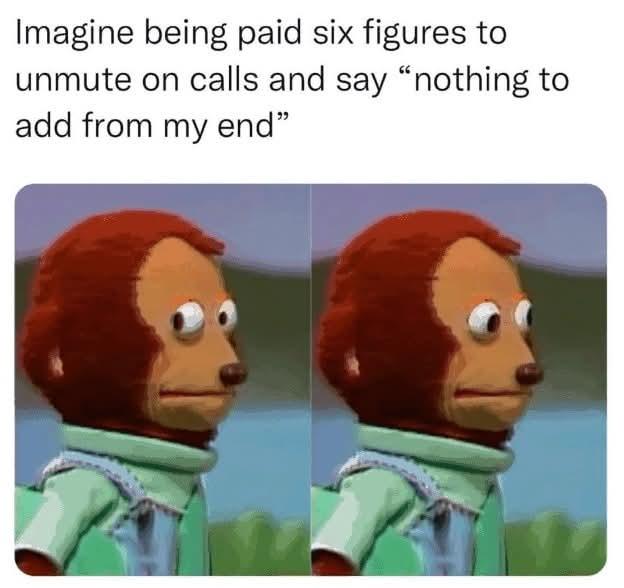 Imagine being paid six figures to
unmute on calls and say “nothing to
add from my end”